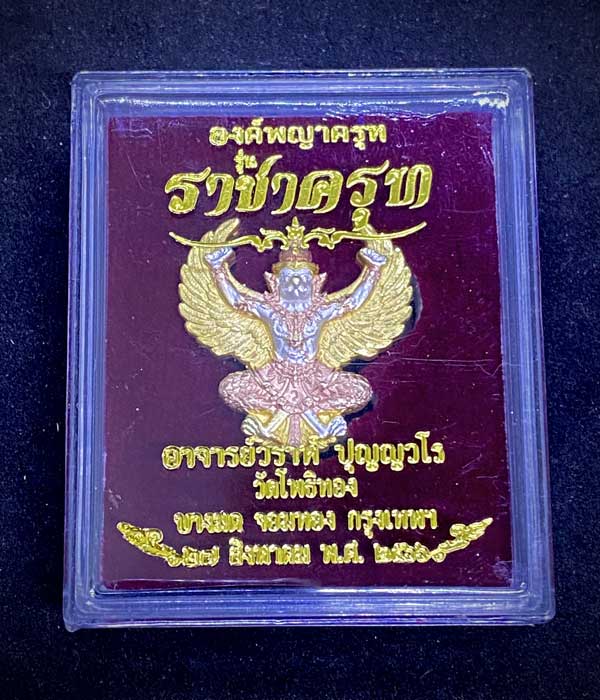 องค์พญาครุฑ
รุ่น
ราชาครุฑ
อาจารย์วราห์ ปุญญวโร
วัดโพธิทอง
บางมด จอมทอง กรุงเทพฯ
๒๗ สิงหาคม พ.ศ.